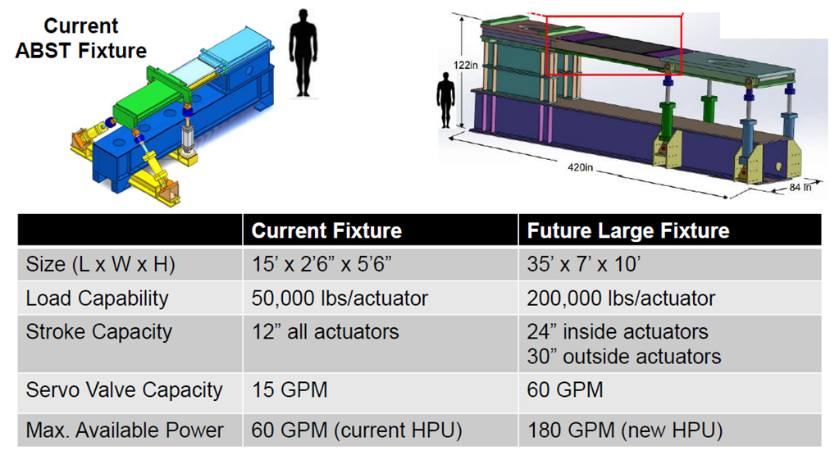 Current
ABST Fixture
122in
420in
84 in
Current Fixture Future Large Fixture
Size (L x W x H) 15’ x 2’6” x 5’6” 35’ x 7’ x 10’
Load Capability 50,000 lbs/actuator 200,000 lbs/actuator
Stroke Capacity 12” all actuators 24” inside actuators
30” outside actuators
Servo Valve Capacity 15 GPM 60 GPM
Max. Available Power 60 GPM (current HPU) 180 GPM (new HPU)